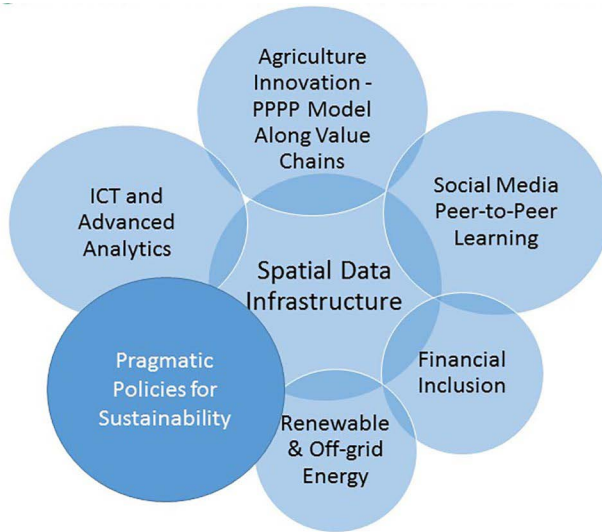 Agriculture
Innovation -
PPPP Model
Along Value
Chains
ICT and
Advanced
Analytics
Social Media
Peer-to-Peer
Learning
Spatial Data
Infrastructure
Pragmatic
Policies for
Sustainability
Financial
Inclusion
Renewable
& Off-grid
Energy